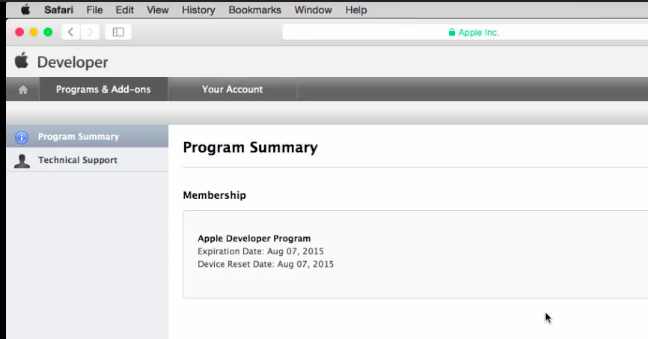 Safari File Edit View History Bookmarks Window Help
Apple Inc.
Developer
Programs & Add-ons Your Account
Program Summary
Technical Support
Program Summary
Membership
Apple Developer Program
Expiration Date: Aug 07, 2015
Device Reset Date: Aug 07, 2015